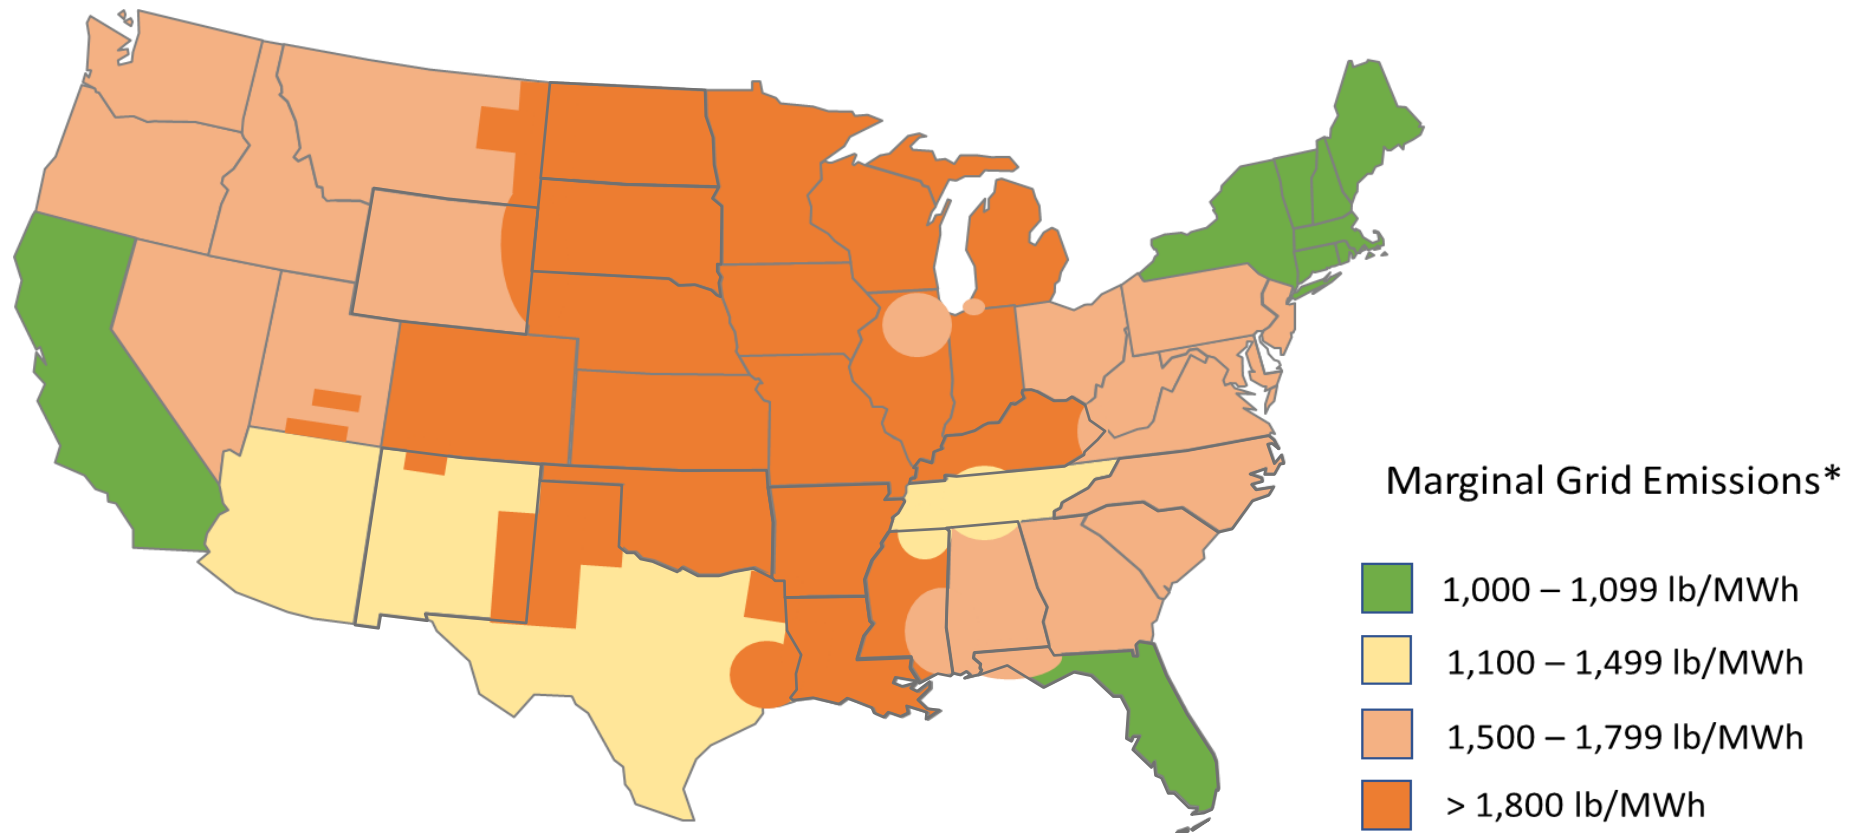 Marginal Grid Emissions*
1,000 – 1,099 lb/MWh
1,100 – 1,499 lb/MWh
1,500 – 1,799 lb/MWh
> 1,800 lb/MWh